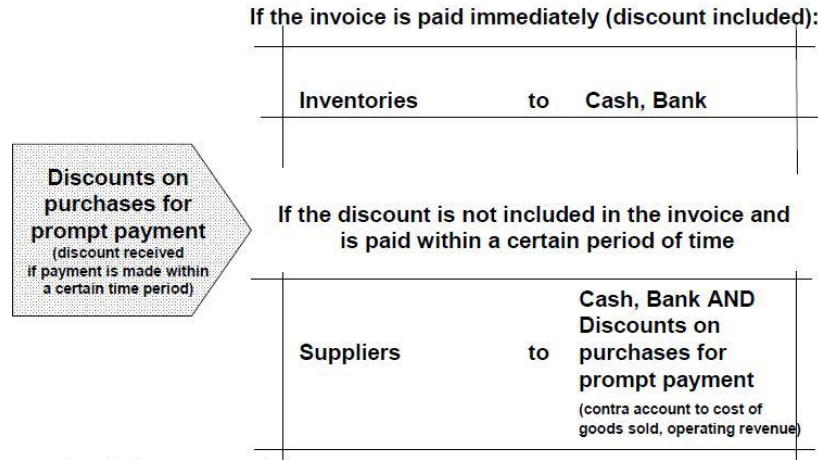 If the invoice is paid immediately (discount included):
Inventories to Cash, Bank
Discounts on
purchases for
prompt payment
(discount received
if payment is made within
a certain time period)
If the discount is not included in the invoice and
is paid within a certain period of time
Suppliers to
Cash, Bank AND
Discounts on
purchases for
prompt payment
(contra account to cost of
goods sold, operating revenue)